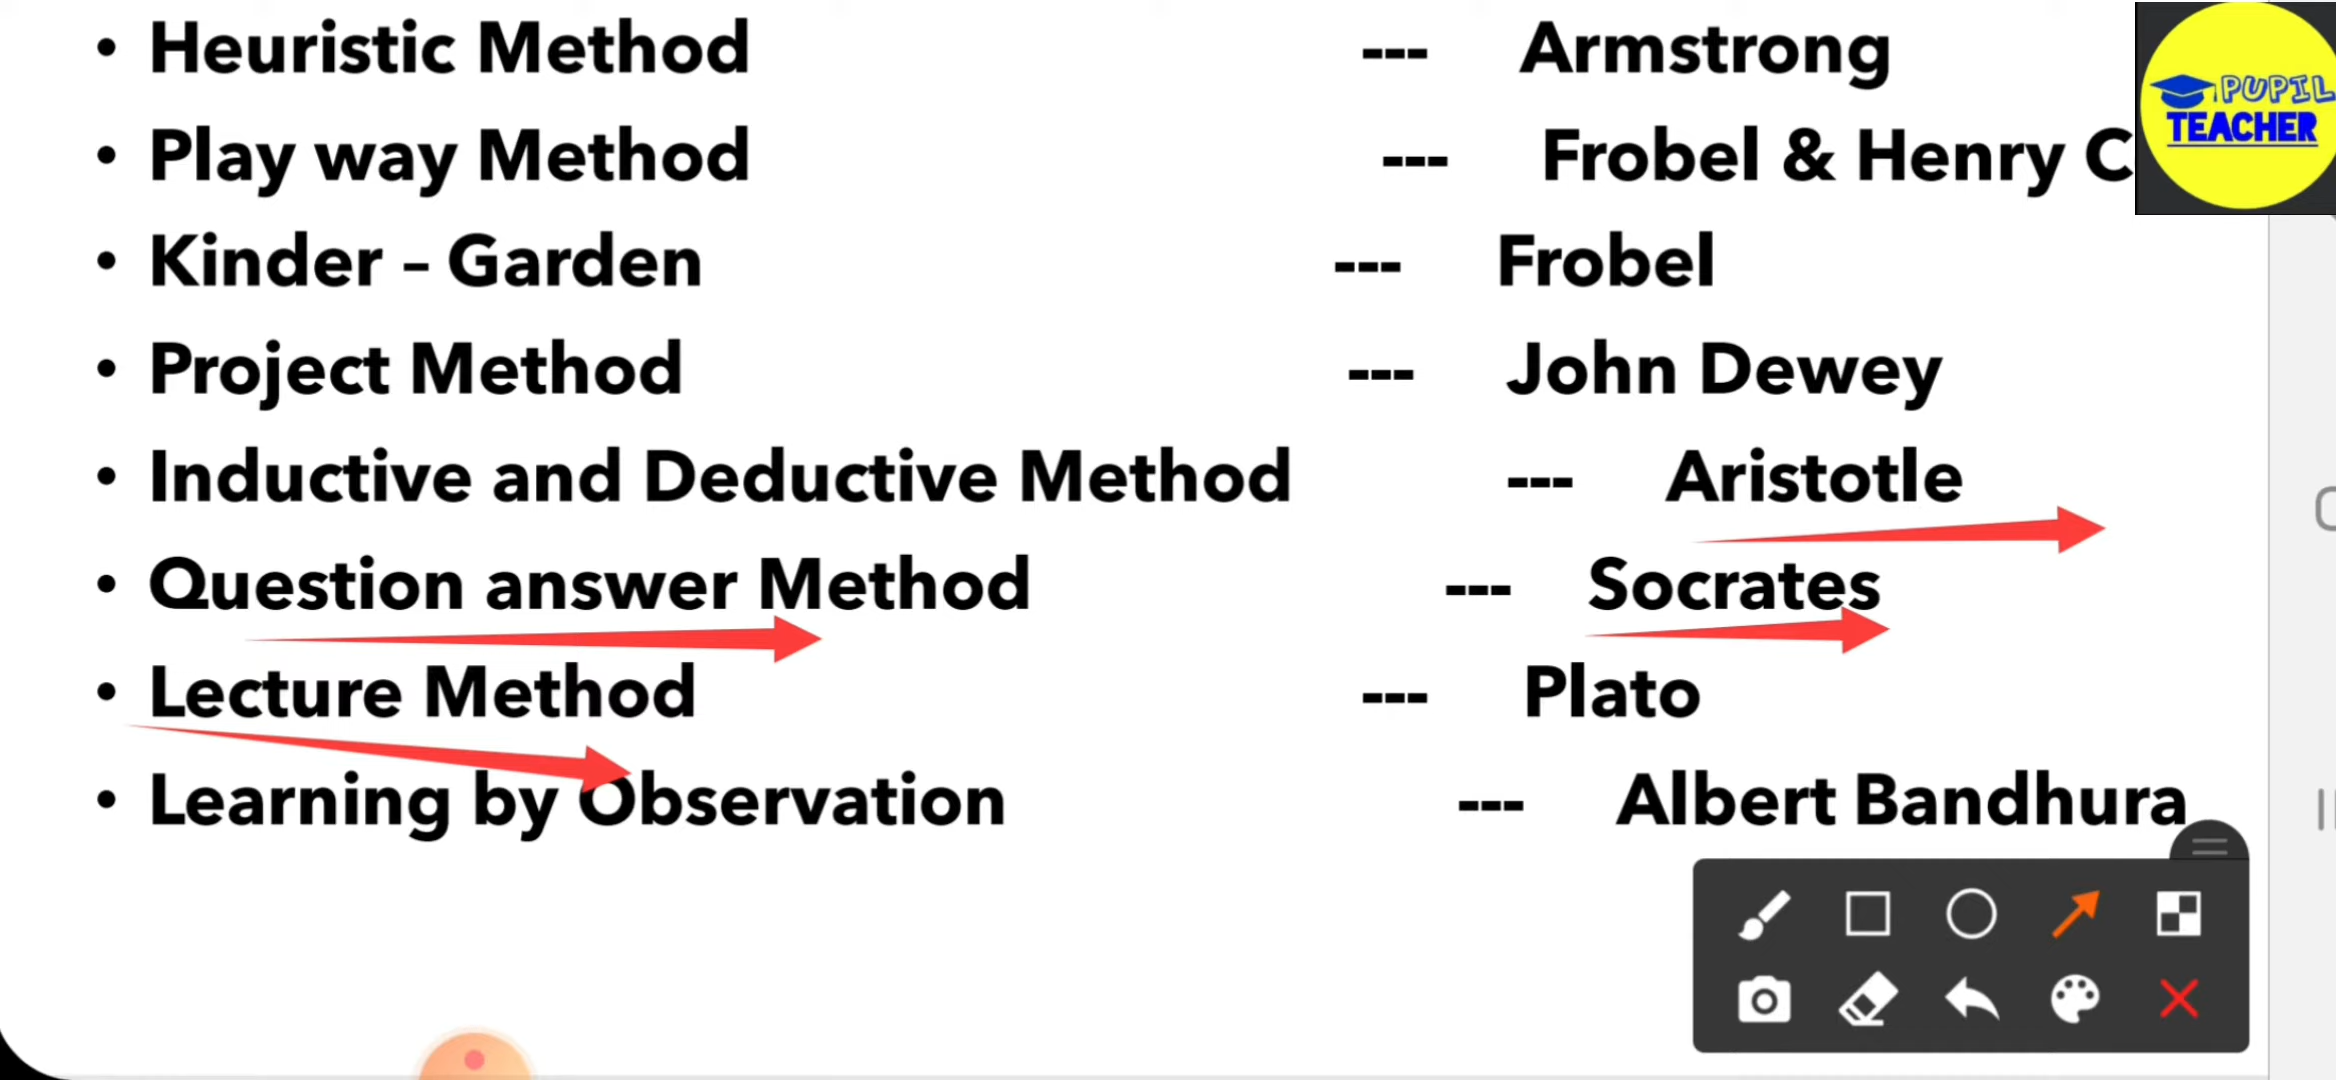 • Heuristic Method --- Armstrong
• Play way Method --- Frobel & Henry C
• Kinder – Garden --- Frobel
• Project Method --- John Dewey
• Inductive and Deductive Method --- Aristotle
• Question answer Method --- Socrates
• Lecture Method --- Plato
• Learning by Observation --- Albert Bandhura
PUPIL
TEACHER